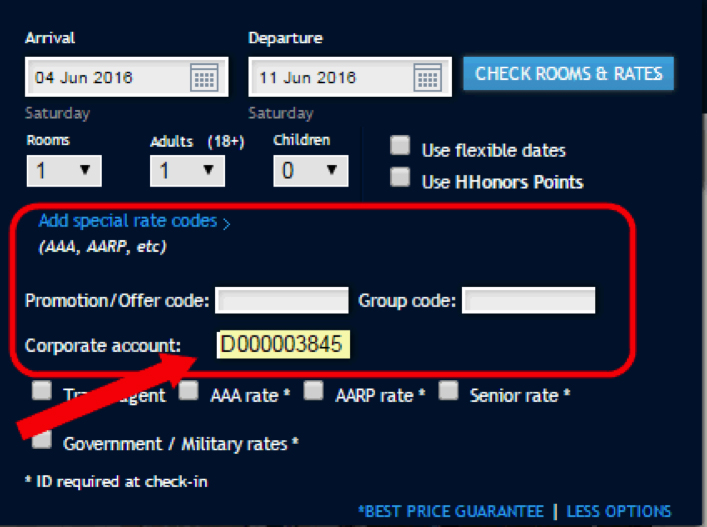 Arrival Departure
04 Jun 2016 11 Jun 2016 CHECK ROOMS & RATES
Saturday Saturday
Rooms Adults (18+) Children
1 1 0 Use flexible dates
Use HHonors Points
Add special rate codes >
(AAA, AARP, etc)
Promotion/Offer code: Group code:
Corporate account: D000003845
agent AAA rate * AARP rate * Senior rate *
Government / Military rates *
* ID required at check-in
*BEST PRICE GUARANTEE | LESS OPTIONS